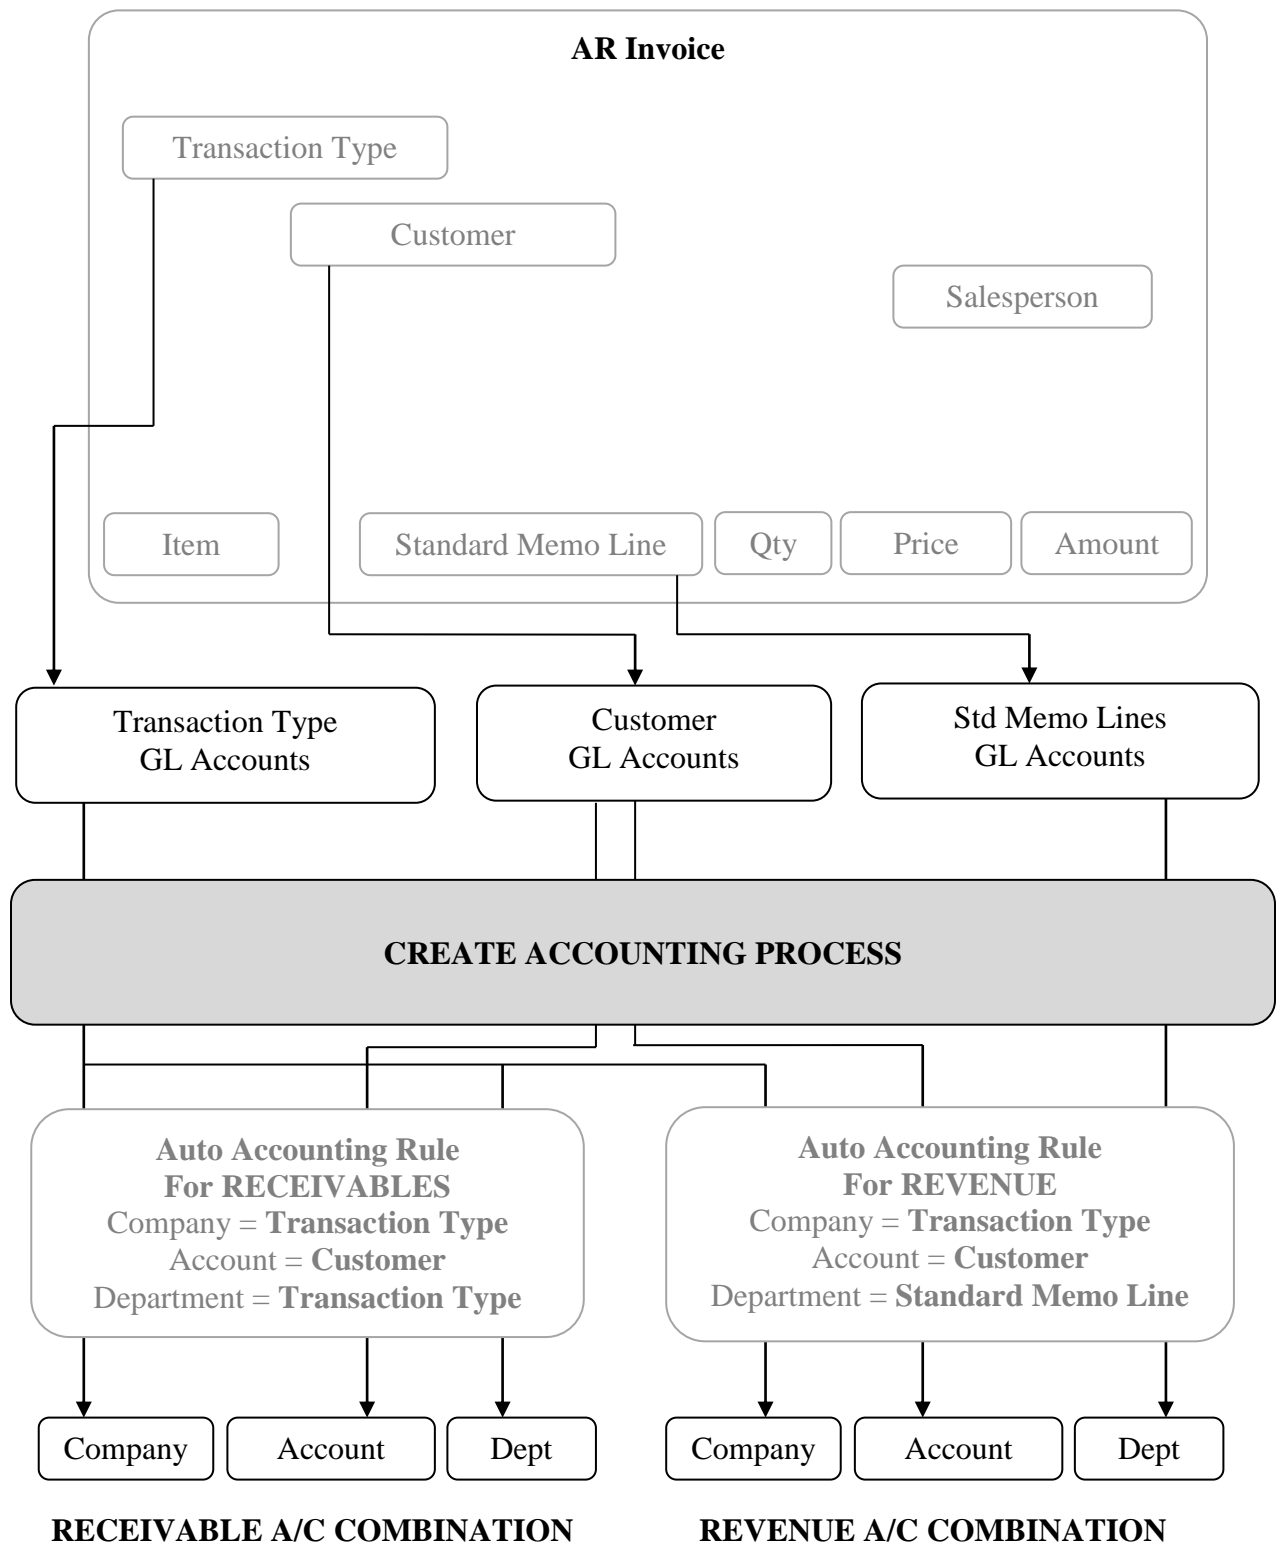 AR Invoice
Transaction Type
Customer
Salesperson
Item
Standard Memo Line
Qty
Price
Amount
Transaction Type
GL Accounts
Customer
GL Accounts
Std Memo Lines
GL Accounts
CREATE ACCOUNTING PROCESS
Auto Accounting Rule
For RECEIVABLES
Company = Transaction Type
Account = Customer
Department = Transaction Type
Auto Accounting Rule
For REVENUE
Company = Transaction Type
Account = Customer
Department = Standard Memo Line
Company
Account
Dept
Company
Account
Dept
RECEIVABLE A/C COMBINATION
REVENUE A/C COMBINATION